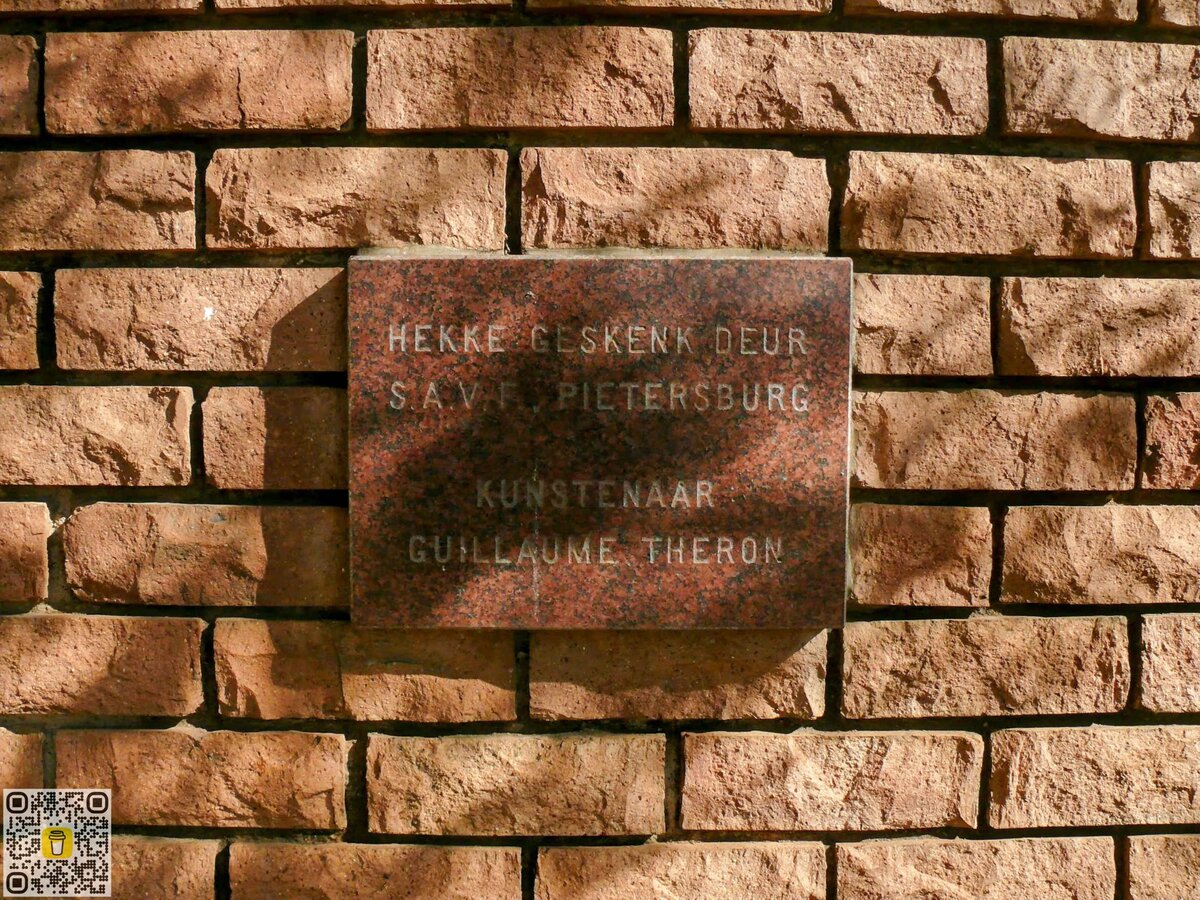 HEKKE GESKENK DEUR
S.A.V.F., PIETERSBURG
KUNSTENAAR
GUILLAUME THERON